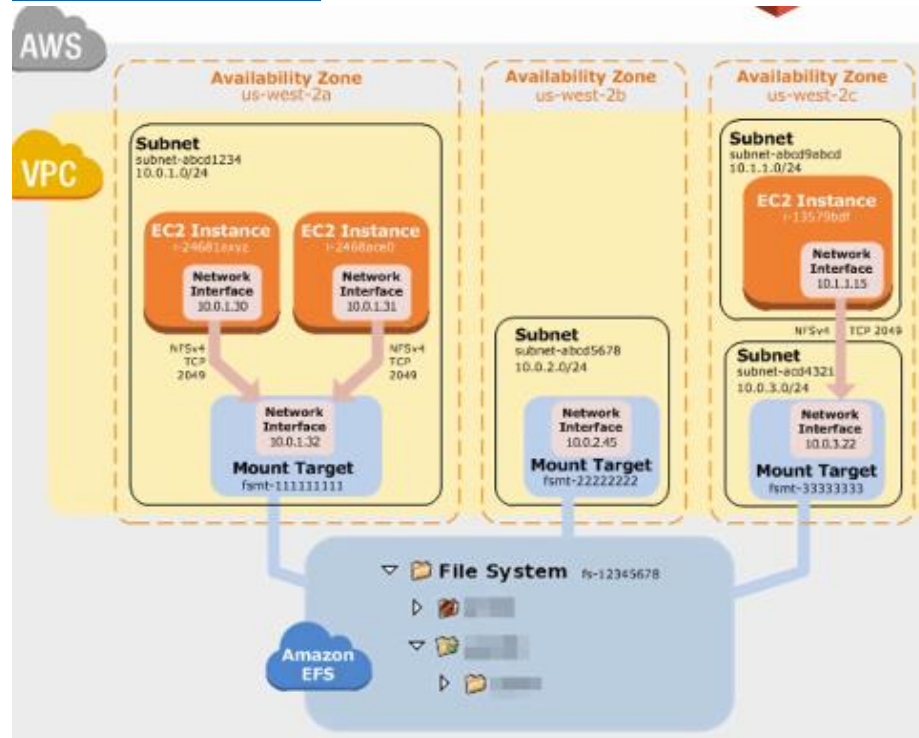 AWS
Availability Zone
us-west-2a
Availability Zone
us-west-2b
Availability Zone
us-west-2c
VPC
Subnet
subnet-abcd1234
10.0.1.0/24
EC2 Instance
EC2 Instance
i-2468ace0
Network
Interface
10.0.1.30
Network
Interface
10.0.1.31
NFSv4
TCP
2049
NFSv4
TCP
2049
Network
Interface
10.0.1.32
Mount Target
fsmt-111111111
Subnet
subnet-abcd5678
10.0.2.0/24
Network
Interface
10.0.2.45
Mount Target
fsmt-22222222
Subnet
subnet-abcd9abcd
10.1.1.0/24
EC2 Instance
i-13579bdf
Network
Interface
10.1.1.15
NFSv4 TCP 2049
Subnet
subnet-acd4321
10.0.3.0/24
Network
Interface
10.0.3.22
Mount Target
fsmt-33333333
File System fs-12345678
Amazon
EFS